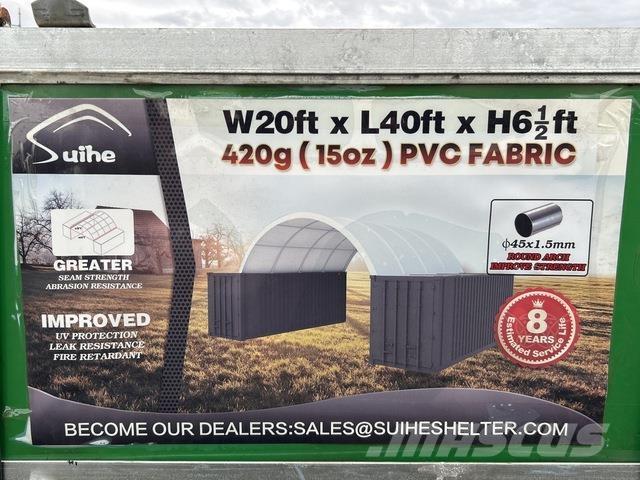 Suihe
W20ft x L40ft x H6½ft
420g ( 15oz ) PVC FABRIC
GREATER
SEAM STRENGTH
ABRASION RESISTANCE
IMPROVED
UV PROTECTION
LEAK RESISTANCE
FIRE RETARDANT
ϕ45x1.5mm
ROUND ARCH
IMPROVE STRENGTH
8
YEARS
Estimated Service Life
BECOME OUR DEALERS:SALES@SUIHESHELTER.COM
MASCUS